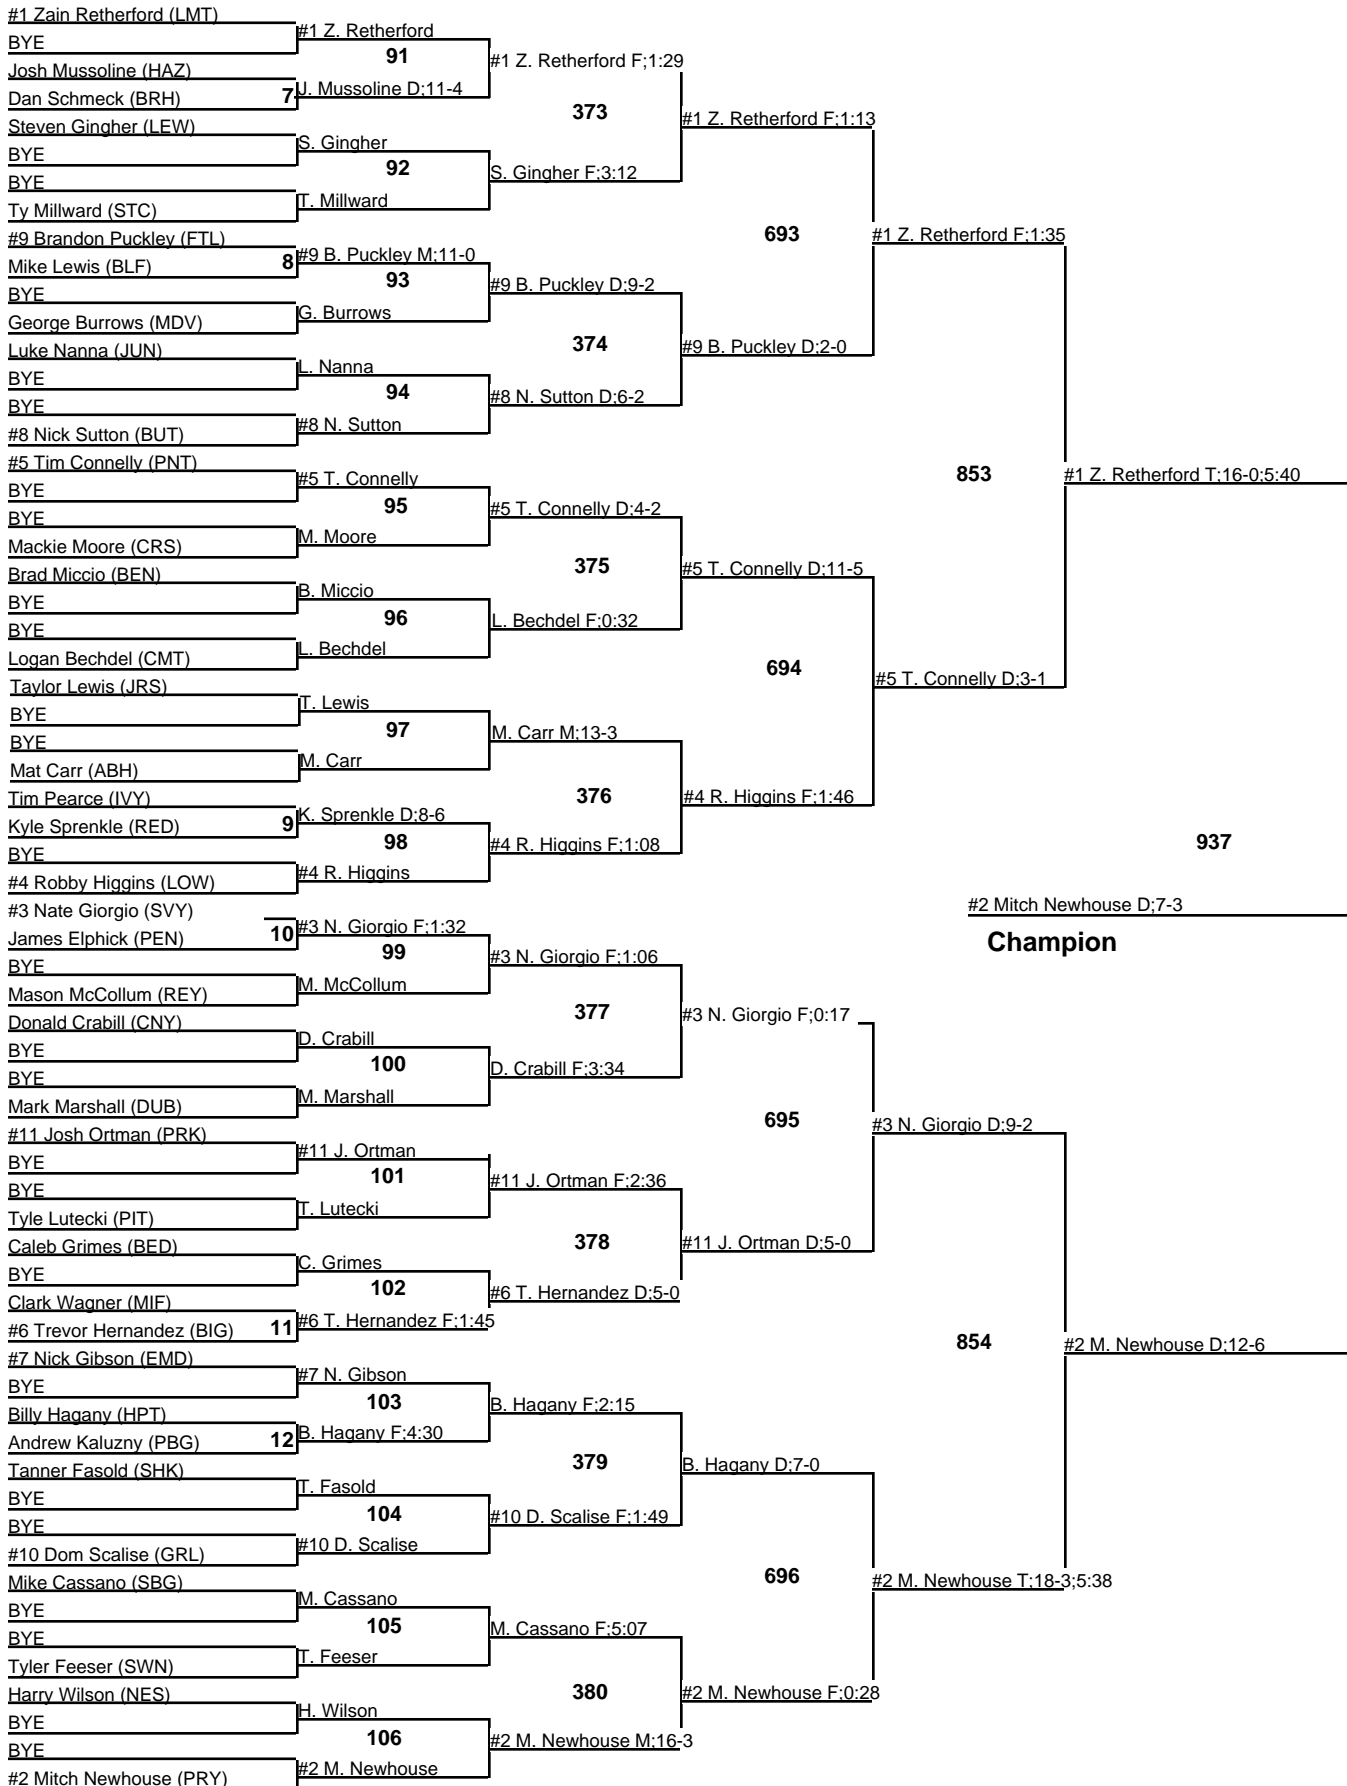 #1 Zain Retherford (LMT)
BYE
Josh Mussoline (HAZ)
Dan Schmeck (BRH)
Steven Gingher (LEW)
BYE
BYE
Ty Millward (STC)
#9 Brandon Puckley (FTL)
Mike Lewis (BLF)
BYE
George Burrows (MDV)
Luke Nanna (JUN)
BYE
BYE
#8 Nick Sutton (BUT)
#5 Tim Connelly (PNT)
BYE
BYE
Mackie Moore (CRS)
Brad Miccio (BEN)
BYE
BYE
Logan Bechdel (CMT)
Taylor Lewis (JRS)
BYE
BYE
Mat Carr (ABH)
Tim Pearce (IVY)
Kyle Sprenkle (RED)
BYE
#4 Robby Higgins (LOW)
#3 Nate Giorgio (SVY)
James Elphick (PEN)
BYE
Mason McCollum (REY)
Donald Crabill (CNY)
BYE
BYE
Mark Marshall (DUB)
#11 Josh Ortman (PRK)
BYE
BYE
Tyle Lutecki (PIT)
Caleb Grimes (BED)
BYE
Clark Wagner (MIF)
#6 Trevor Hernandez (BIG)
#7 Nick Gibson (EMD)
BYE
Billy Hagany (HPT)
Andrew Kaluzny (PBG)
Tanner Fasold (SHK)
BYE
BYE
#10 Dom Scalise (GRL)
Mike Cassano (SBG)
BYE
BYE
Tyler Feeser (SWN)
Harry Wilson (NES)
BYE
BYE
#2 Mitch Newhouse (PRY)
7
8
9
10
11
12
#1 Z. Retherford
91
J. Mussoline D;11-4
S. Gingher
92
T. Millward
#9 B. Puckley M;11-0
93
G. Burrows
L. Nanna
94
#8 N. Sutton
#5 T. Connelly
95
M. Moore
B. Miccio
96
L. Bechdel
T. Lewis
97
M. Carr
K. Sprenkle D;8-6
98
#4 R. Higgins
#3 N. Giorgio F;1:32
99
M. McCollum
D. Crabill
100
M. Marshall
#11 J. Ortman
101
T. Lutecki
C. Grimes
102
#6 T. Hernandez F;1:45
#7 N. Gibson
103
B. Hagany F;4:30
T. Fasold
104
#10 D. Scalise
M. Cassano
105
T. Feeser
H. Wilson
106
#2 M. Newhouse
#1 Z. Retherford F;1:29
373
S. Gingher F;3:12
#9 B. Puckley D;9-2
374
#8 N. Sutton D;6-2
#5 T. Connelly D;4-2
375
L. Bechdel F;0:32
M. Carr M;13-3
376
#4 R. Higgins F;1:08
#3 N. Giorgio F;1:06
377
D. Crabill F;3:34
#11 J. Ortman F;2:36
378
#6 T. Hernandez D;5-0
B. Hagany F;2:15
379
#10 D. Scalise F;1:49
M. Cassano F;5:07
380
#2 M. Newhouse M;16-3
#1 Z. Retherford F;1:13
693
#9 B. Puckley D;2-0
#5 T. Connelly D;11-5
694
#4 R. Higgins F;1:46
#3 N. Giorgio F;0:17
695
#11 J. Ortman D;5-0
B. Hagany D;7-0
696
#2 M. Newhouse F;0:28
#1 Z. Retherford F;1:35
853
#5 T. Connelly D;3-1
#3 N. Giorgio D;9-2
854
#2 M. Newhouse T;18-3;5:38
#1 Z. Retherford T;16-0;5:40
937
#2 M. Newhouse D;12-6
#2 Mitch Newhouse D;7-3
Champion